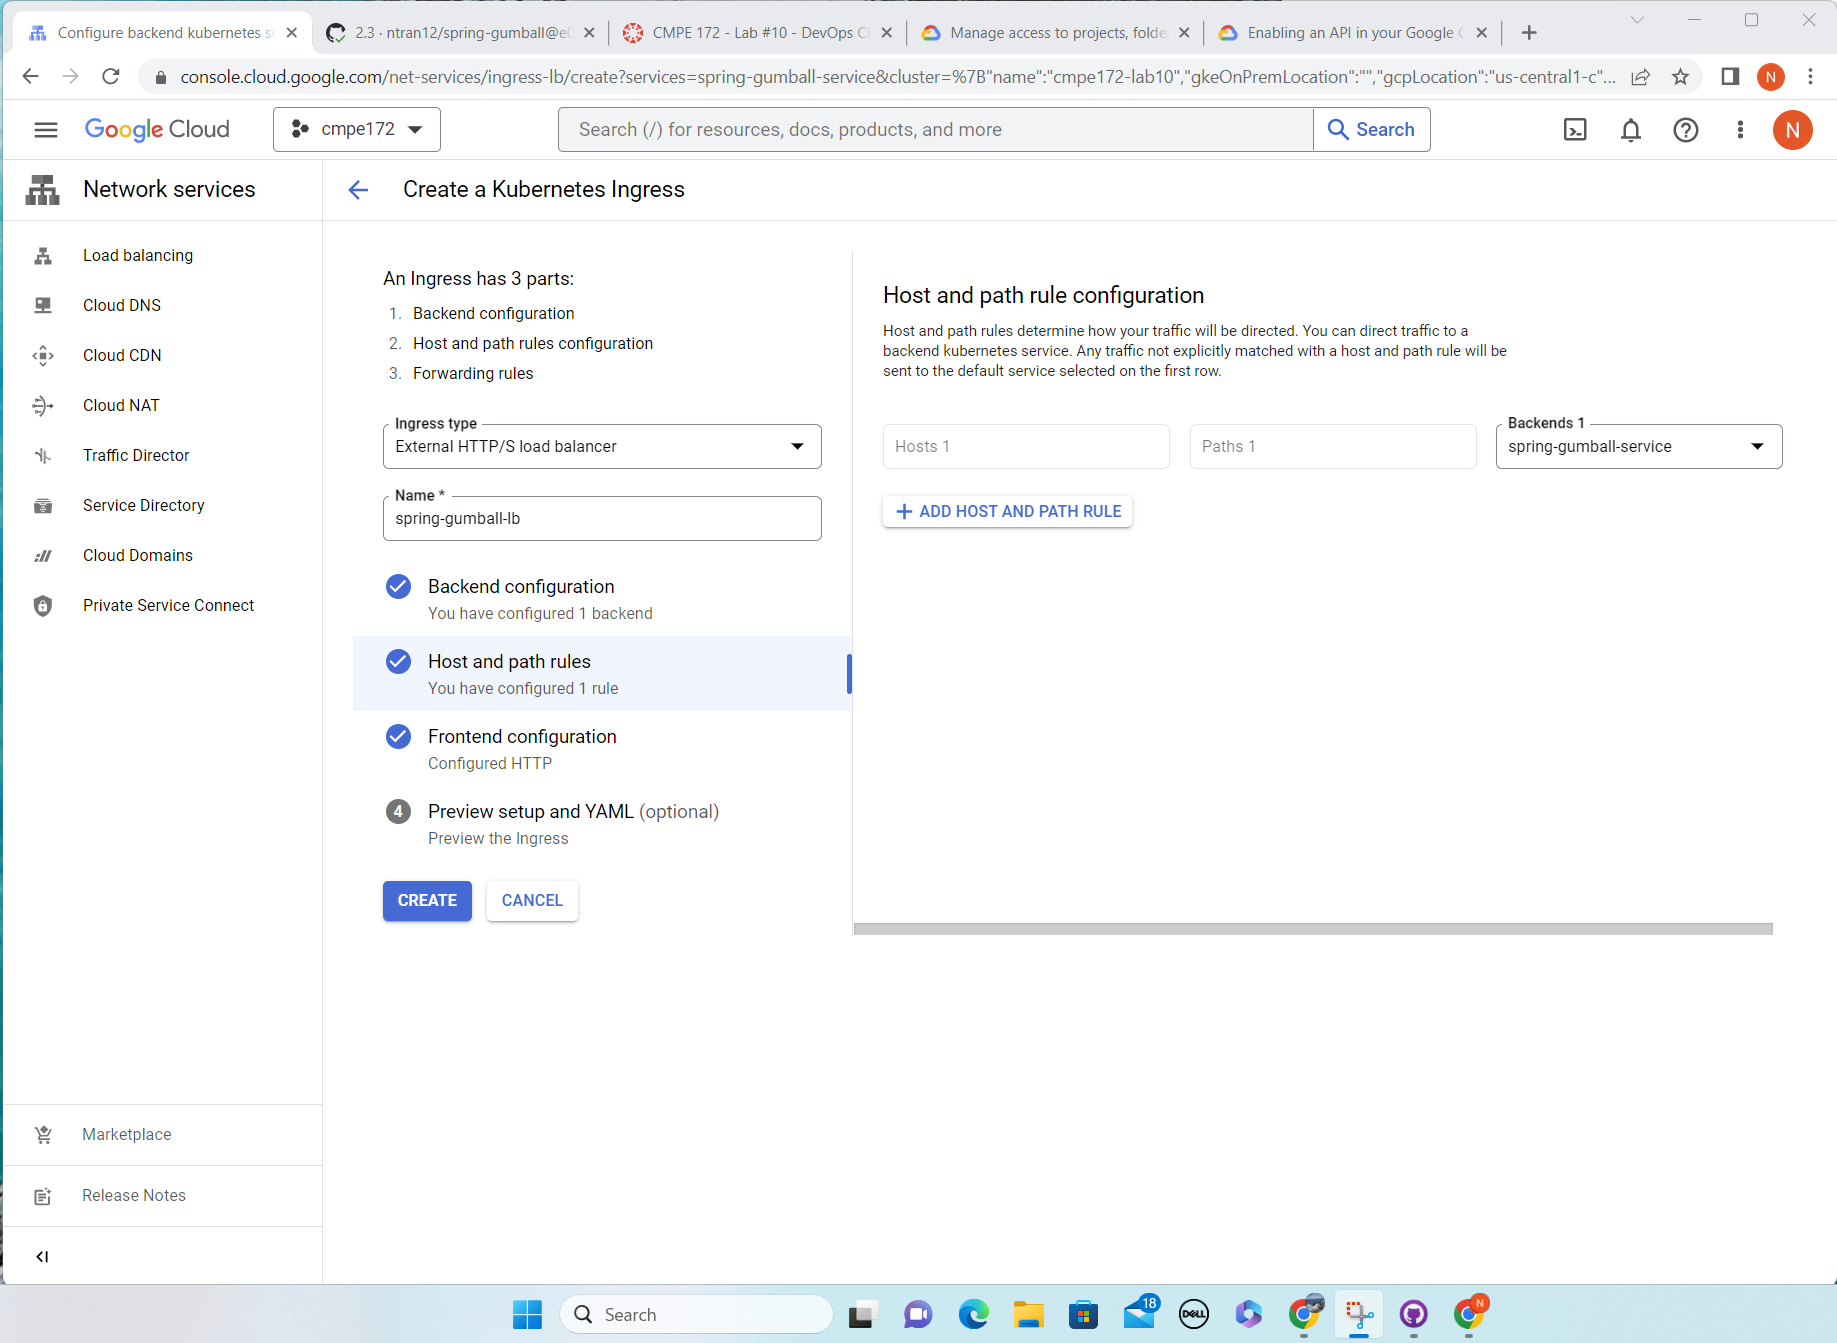 Configure backend kubernetes se
2.3 · ntran12/spring-gumball@e0
CMPE 172 - Lab #10 - DevOps CI
Manage access to projects, folde
Enabling an API in your Google C
console.cloud.google.com/net-services/ingress-lb/create?services=spring-gumball-service&cluster=%7B"name":"cmpe172-lab10","gkeOnPremLocation":"","gcpLocation":"us-central1-c"...
N
Google Cloud
cmpe172
Search (/) for resources, docs, products, and more
Search
N
Network services
Create a Kubernetes Ingress
Load balancing
Cloud DNS
Cloud CDN
Cloud NAT
Traffic Director
Service Directory
Cloud Domains
Private Service Connect
Marketplace
Release Notes
An Ingress has 3 parts:
1. Backend configuration
2. Host and path rules configuration
3. Forwarding rules
Ingress type
External HTTP/S load balancer
Name *
spring-gumball-lb
Backend configuration
You have configured 1 backend
Host and path rules
You have configured 1 rule
Frontend configuration
Configured HTTP
4 Preview setup and YAML (optional)
Preview the Ingress
CREATE
CANCEL
Host and path rule configuration
Host and path rules determine how your traffic will be directed. You can direct traffic to a
backend kubernetes service. Any traffic not explicitly matched with a host and path rule will be
sent to the default service selected on the first row.
Hosts 1
Paths 1
Backends 1
spring-gumball-service
ADD HOST AND PATH RULE
Search
18
DELL
N